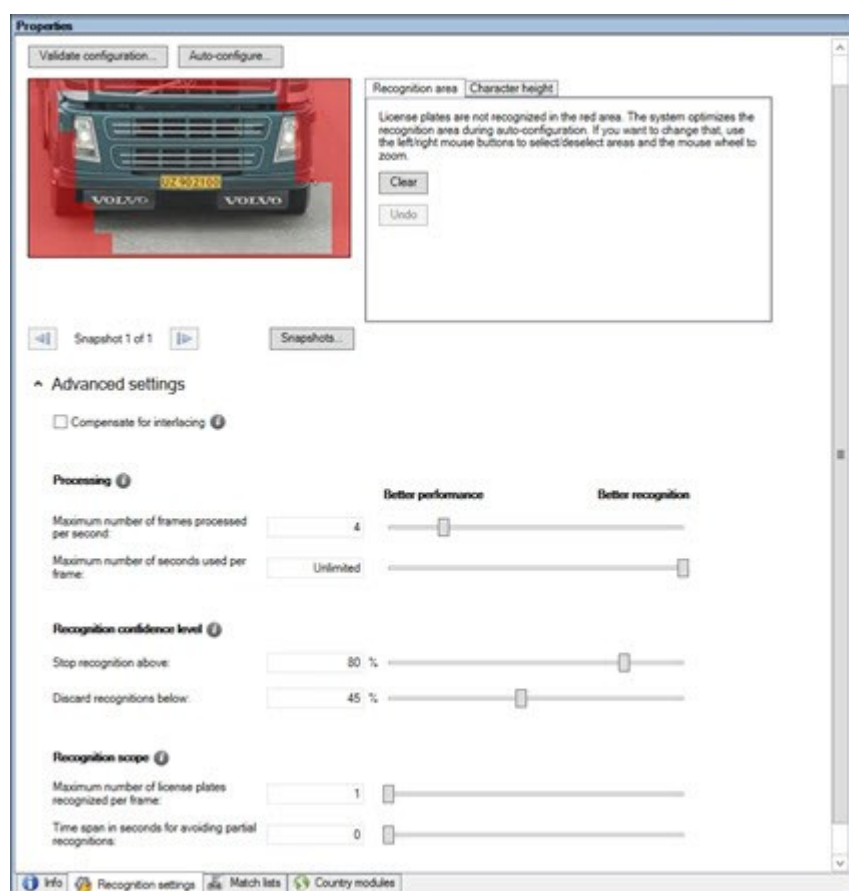 Properties
Validate configuration...
Auto-configure...
Recognition area
Character height
License plates are not recognized in the red area. The system optimizes the
recognition area during auto-configuration. If you want to change that, use
the left/right mouse buttons to select/deselect areas and the mouse wheel to
zoom.
Clear
Undo
UZ 902100
VOLVO VOLVO
Snapshot 1 of 1
Snapshots...
Advanced settings
Compensate for interlacing
Processing
Better performance Better recognition
Maximum number of frames processed
per second:
4
Maximum number of seconds used per
frame:
Unlimited
Recognition confidence level
Stop recognition above:
80 %
Discard recognitions below:
45 %
Recognition scope
Maximum number of license plates
recognized per frame:
1
Time span in seconds for avoiding partial
recognitions:
0
Info
Recognition settings
Match lists
Country modules